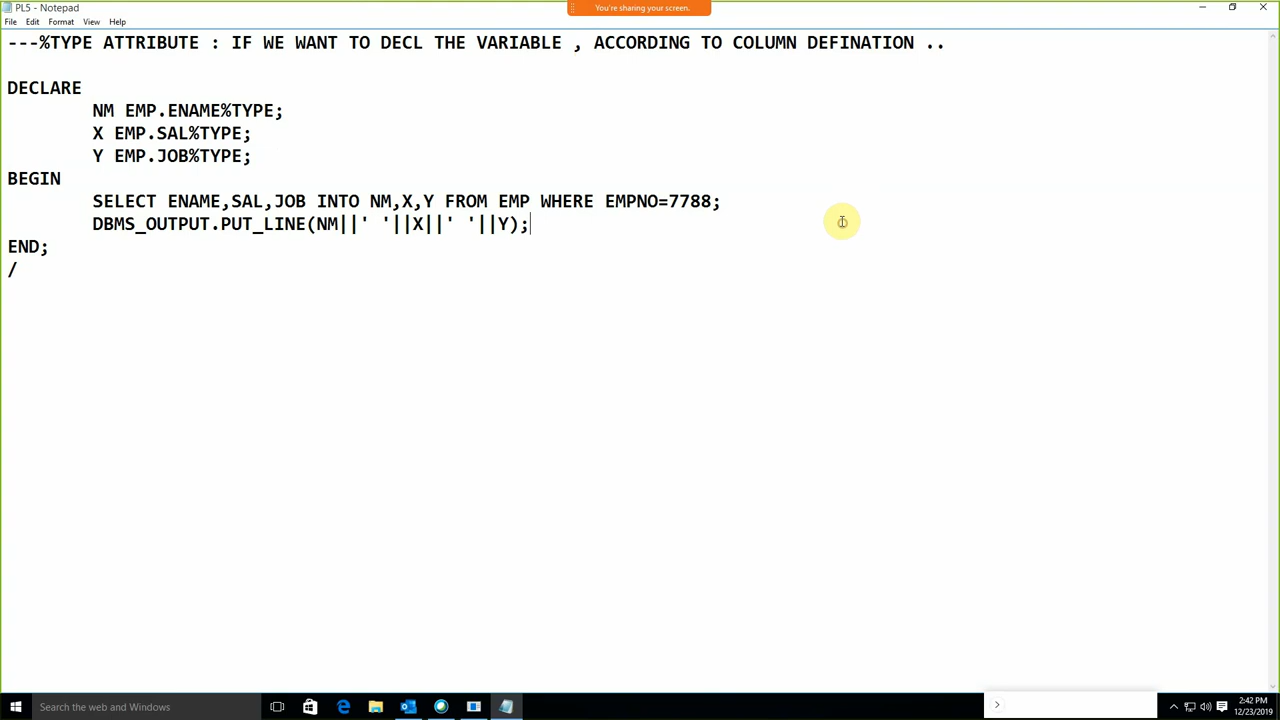 PL5 - Notepad
You're sharing your screen.
File Edit Format View Help
---%TYPE ATTRIBUTE : IF WE WANT TO DECL THE VARIABLE , ACCORDING TO COLUMN DEFINATION ..
DECLARE
NM EMP.ENAME%TYPE;
X EMP.SAL%TYPE;
Y EMP.JOB%TYPE;
BEGIN
SELECT ENAME,SAL,JOB INTO NM,X,Y FROM EMP WHERE EMPNO=7788;
DBMS_OUTPUT.PUT_LINE(NM||' '||X||' '||Y);
END;
/
Search the web and Windows
2:42 PM
12/23/2019